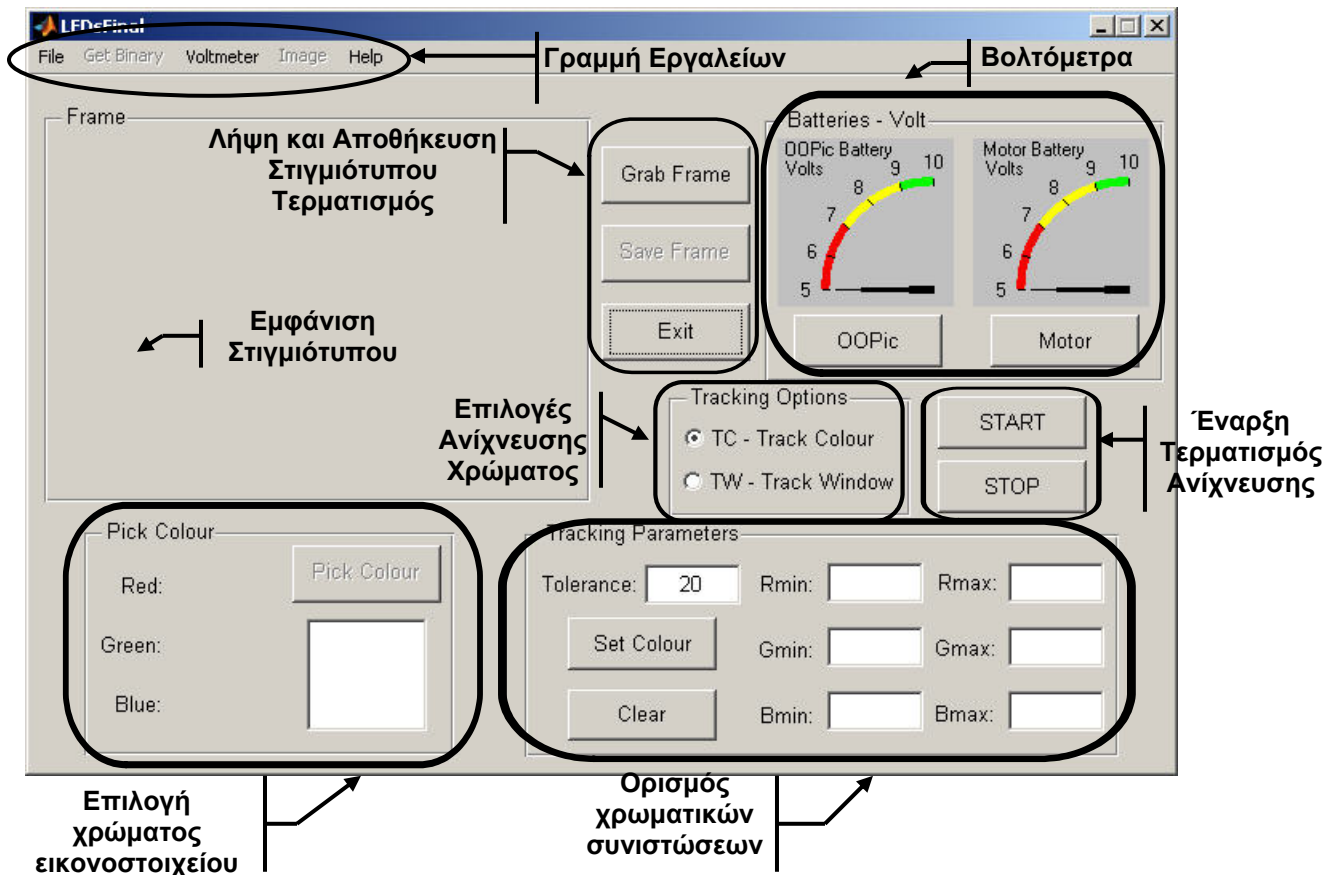 LEDsFinal
File Get Binary Voltmeter Image Help
Γραμμή Εργαλείων
Βολτόμετρα
Frame
Λήψη και Αποθήκευση
Στιγμιότυπου
Τερματισμός
Grab Frame
Save Frame
Exit
Batteries - Volt
OOPic Battery
Volts
5 6 7 8 9 10
OOPic
Motor Battery
Volts
5 6 7 8 9 10
Motor
Εμφάνιση
Στιγμιότυπου
Επιλογές
Ανίχνευσης
Χρώματος
Tracking Options
TC - Track Colour
TW - Track Window
START
STOP
Έναρξη
Τερματισμός
Ανίχνευσης
Pick Colour
Pick Colour
Red:
Green:
Blue:
Tracking Parameters
Tolerance: 20 Rmin: Rmax:
Set Colour Gmin: Gmax:
Clear Bmin: Bmax:
Επιλογή
χρώματος
εικονοστοιχείου
Ορισμός
χρωματικών
συνιστώσεων